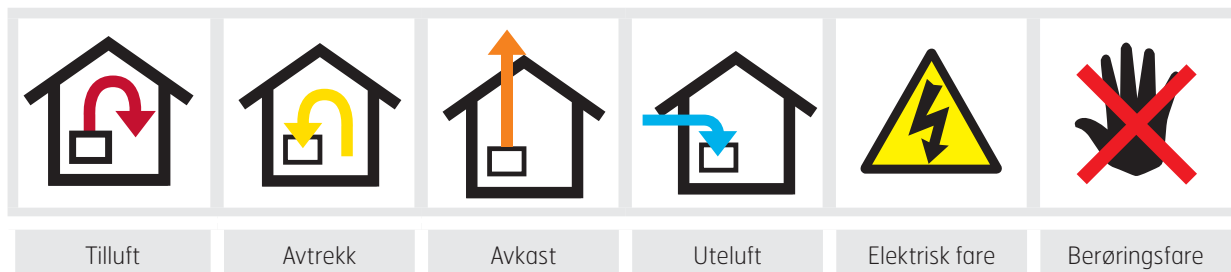 Tilluft
Avtrekk
Avkast
Uteluft
Elektrisk fare
Berøringsfare